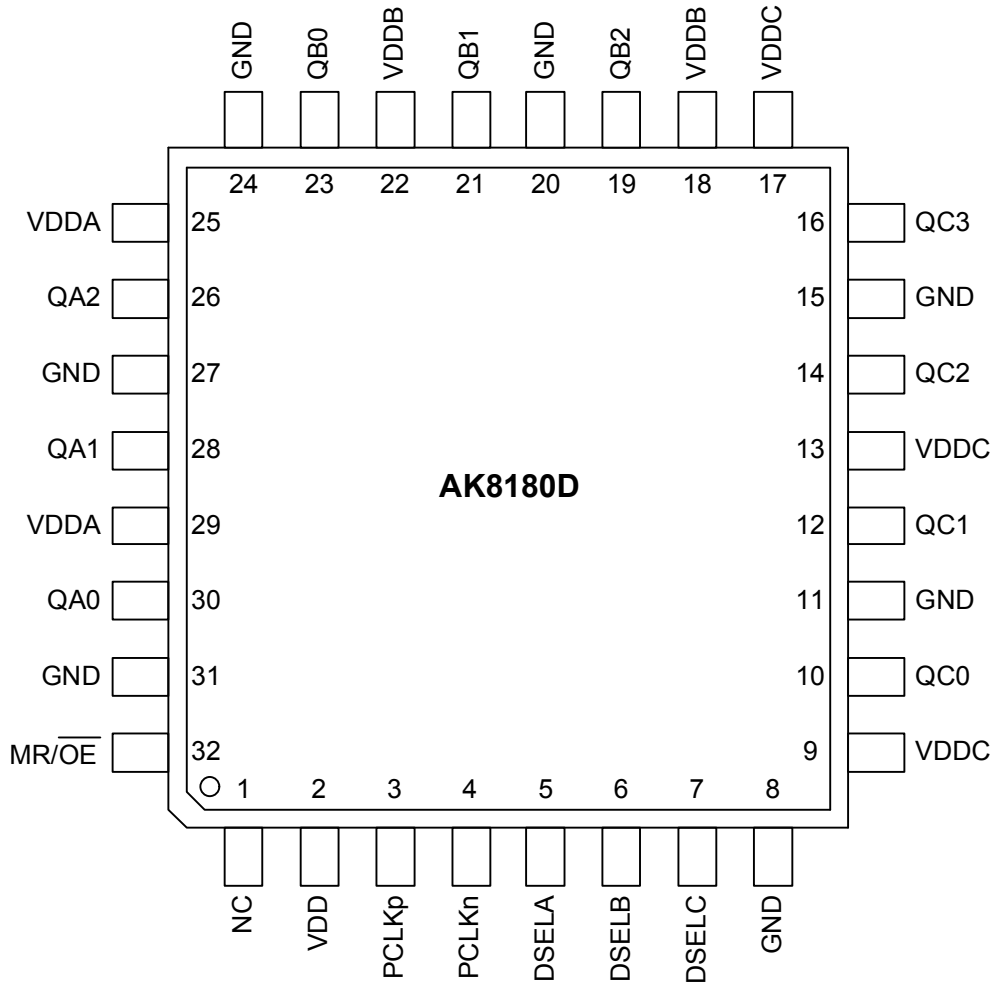 GND QB0 VDDB QB1 GND QB2 VDDB VDDC
24 23 22 21 20 19 18 17
VDDA 25 16 QC3
QA2 26 15 GND
GND 27 14 QC2
QA1 28 13 VDDC
AK8180D
VDDA 29 12 QC1
QA0 30 11 GND
GND 31 10 QC0
MR/O̅E̅ 32 9 VDDC
1 2 3 4 5 6 7 8
NC VDD PCLKp PCLKn DSELA DSELB DSELC GND